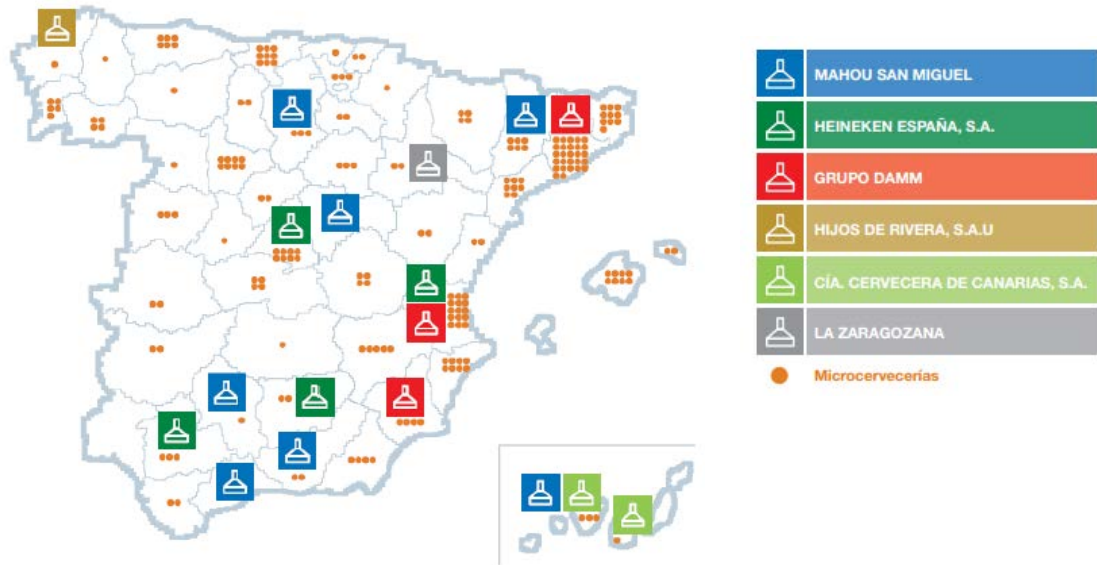 MAHOU SAN MIGUEL
HEINEKEN ESPAÑA, S.A.
GRUPO DAMM
HIJOS DE RIVERA, S.A.U
CÍA. CERVECERA DE CANARIAS, S.A.
LA ZARAGOZANA
Microcervecerías